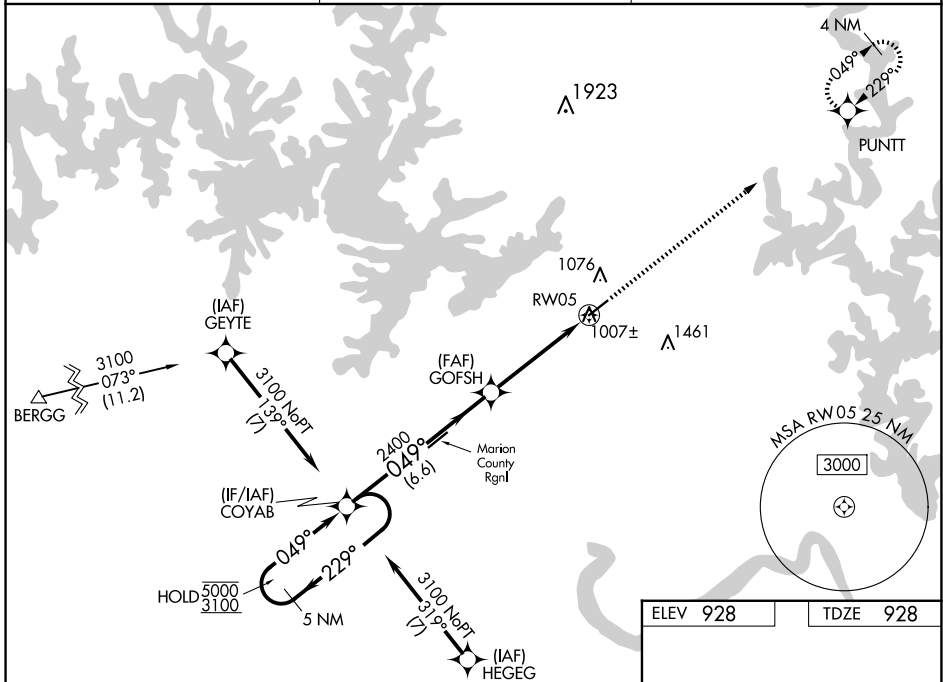 4 NM
049°
229°
PUNTT
1923
1076
RW05
1007±
1461
(IAF)
GEYTE
3100
073°
(11.2)
BERGG
3100 NoPT
139°
(7)
(FAF)
GOFSH
2400
049°
(6.6)
Marion
County
Rgnl
MSA RW05 25 NM
3000
(IF/IAF)
COYAB
049°
229°
HOLD 5000
3100
5 NM
3100 NoPT
319°
(7)
(IAF)
HEGEG
ELEV 928
TDZE 928